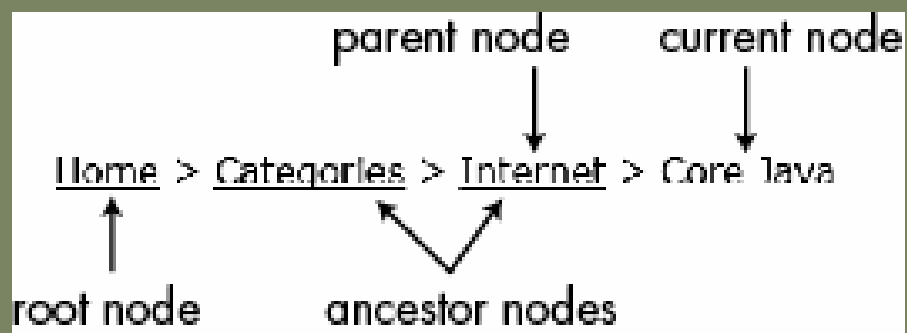 parent node current node
Home > Categories > Internet > Core Java
root node ancestor nodes